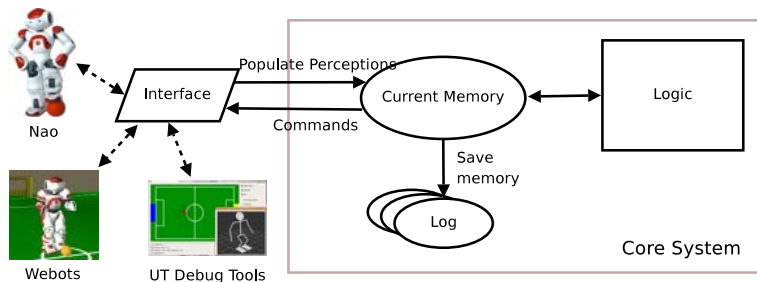 Populate Perceptions
Interface
Current Memory
Logic
Commands
Nao
Save
memory
Log
Core System
Webots
UT Debug Tools